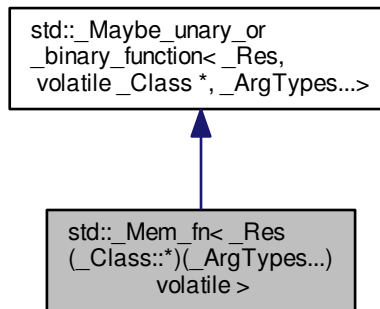 std::_Maybe_unary_or
_binary_function< _Res,
volatile _Class *, _ArgTypes...>
std::_Mem_fn< _Res
(_Class::*)(_ArgTypes...)
volatile >